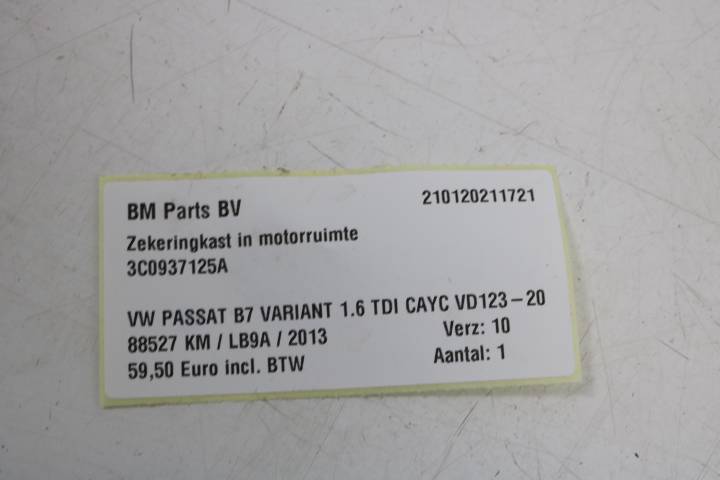 BM Parts BV 210120211721
Zekeringkast in motorruimte
3C0937125A
VW PASSAT B7 VARIANT 1.6 TDI CAYC VD123-20
88527 KM / LB9A / 2013 Verz: 10
59,50 Euro incl. BTW Aantal: 1